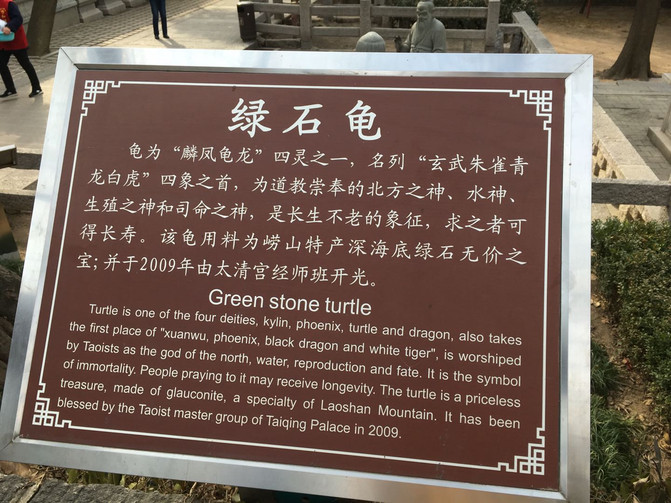 绿石龟
龟为“麟凤龟龙”四灵之一，名列“玄武朱雀青
龙白虎”四象之首，为道教崇奉的北方之神、水神、
生殖之神和司命之神，是长生不老的象征，求之者可
得长寿。该龟用料为崂山特产深海底绿石无价之
宝；并于2009年由太清宫经师班开光。
Green stone turtle
Turtle is one of the four deities, kylin, phoenix, turtle and dragon, also takes
the first place of "xuanwu, phoenix, black dragon and white tiger", is worshiped
by Taoists as the god of the north, water, reproduction and fate. It is the symbol
of immortality. People praying to it may receive longevity. The turtle is a priceless
treasure, made of glauconite, a specialty of Laoshan Mountain. It has been
blessed by the Taoist master group of Taiqing Palace in 2009.